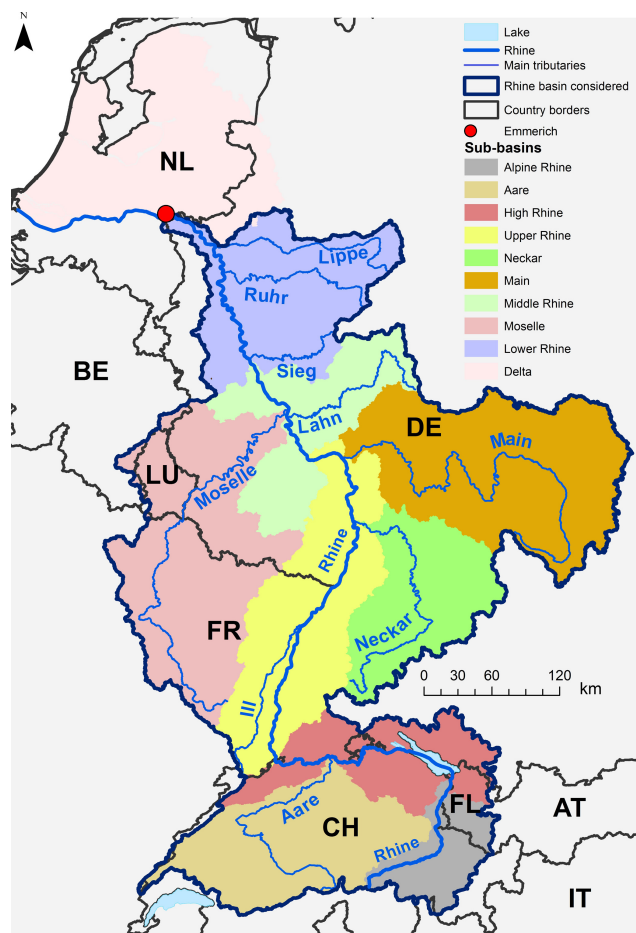 N
Lake
Rhine
Main tributaries
Rhine basin considered
Country borders
Emmerich
Sub-basins
Alpine Rhine
Aare
High Rhine
Upper Rhine
Neckar
Main
Middle Rhine
Moselle
Lower Rhine
Delta
NL
Lippe
Ruhr
BE
Sieg
Lahn
DE
Main
LU
Moselle
Rhine
FR
Neckar
Ill
0 15 30 60 90 120
km
Aare
CH
FL
AT
Rhine
IT